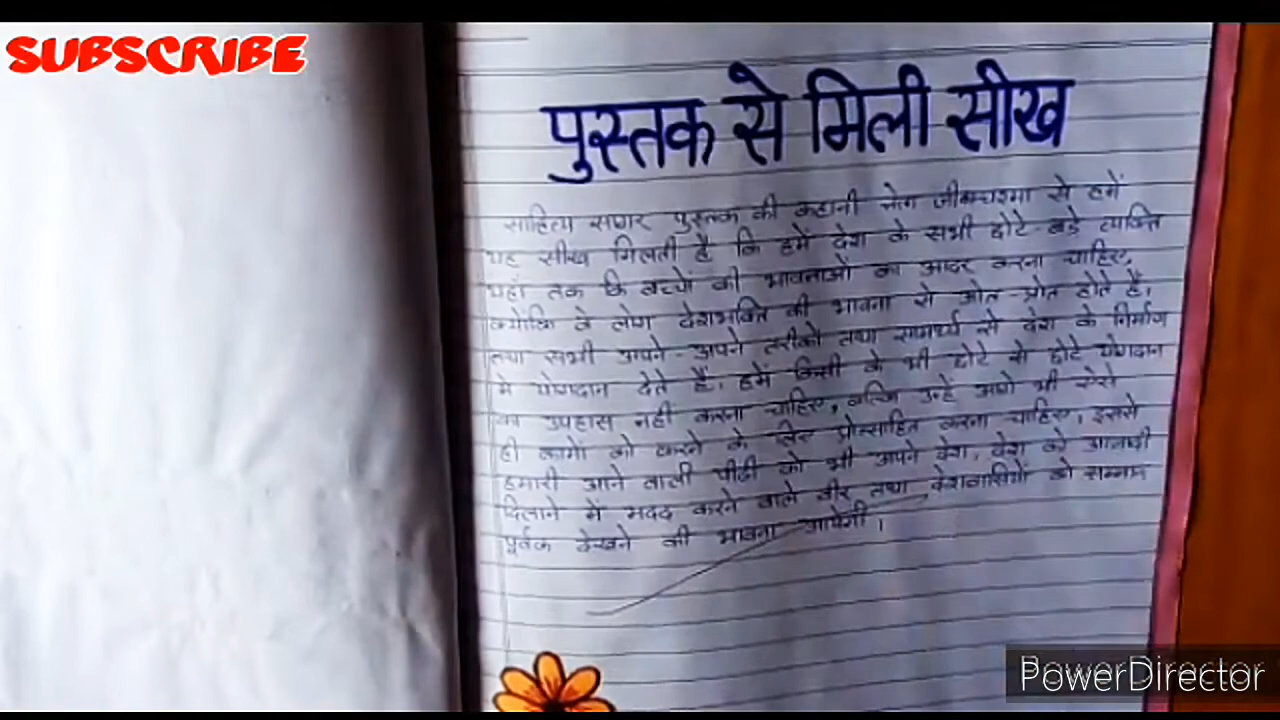 SUBSCRIBE
पुस्तक से मिली सीख
साहित्य सागर पुस्तक की कहानी नेता जी का चश्मा से हमें
यह सीख मिलती है कि हमें देश के सभी छोटे-बड़े व्यक्ति
यहां तक कि बच्चों की भावनाओं का आदर करना चाहिए,
क्योंकि वे लोग देशभक्ति की भावना से ओत-प्रोत होते हैं।
तथा सभी अपने-अपने तरीकों तथा सामर्थ्य से देश के निर्माण
मे योगदान देते हैं। हमें किसी के भी छोटे से छोटे योगदान
का उपहास नहीं करना चाहिए, बल्कि उन्हें आगे भी ऐसे
ही कामों को करने के लिए प्रोत्साहित करना चाहिए, इससे
हमारी आने वाली पीढ़ी को भी अपने देश, देश को आजादी
दिलाने में मदद करने वाले वीर तथा देशवासियों को सम्मान
पूर्वक देखने की भावना आयेगी।
PowerDirector